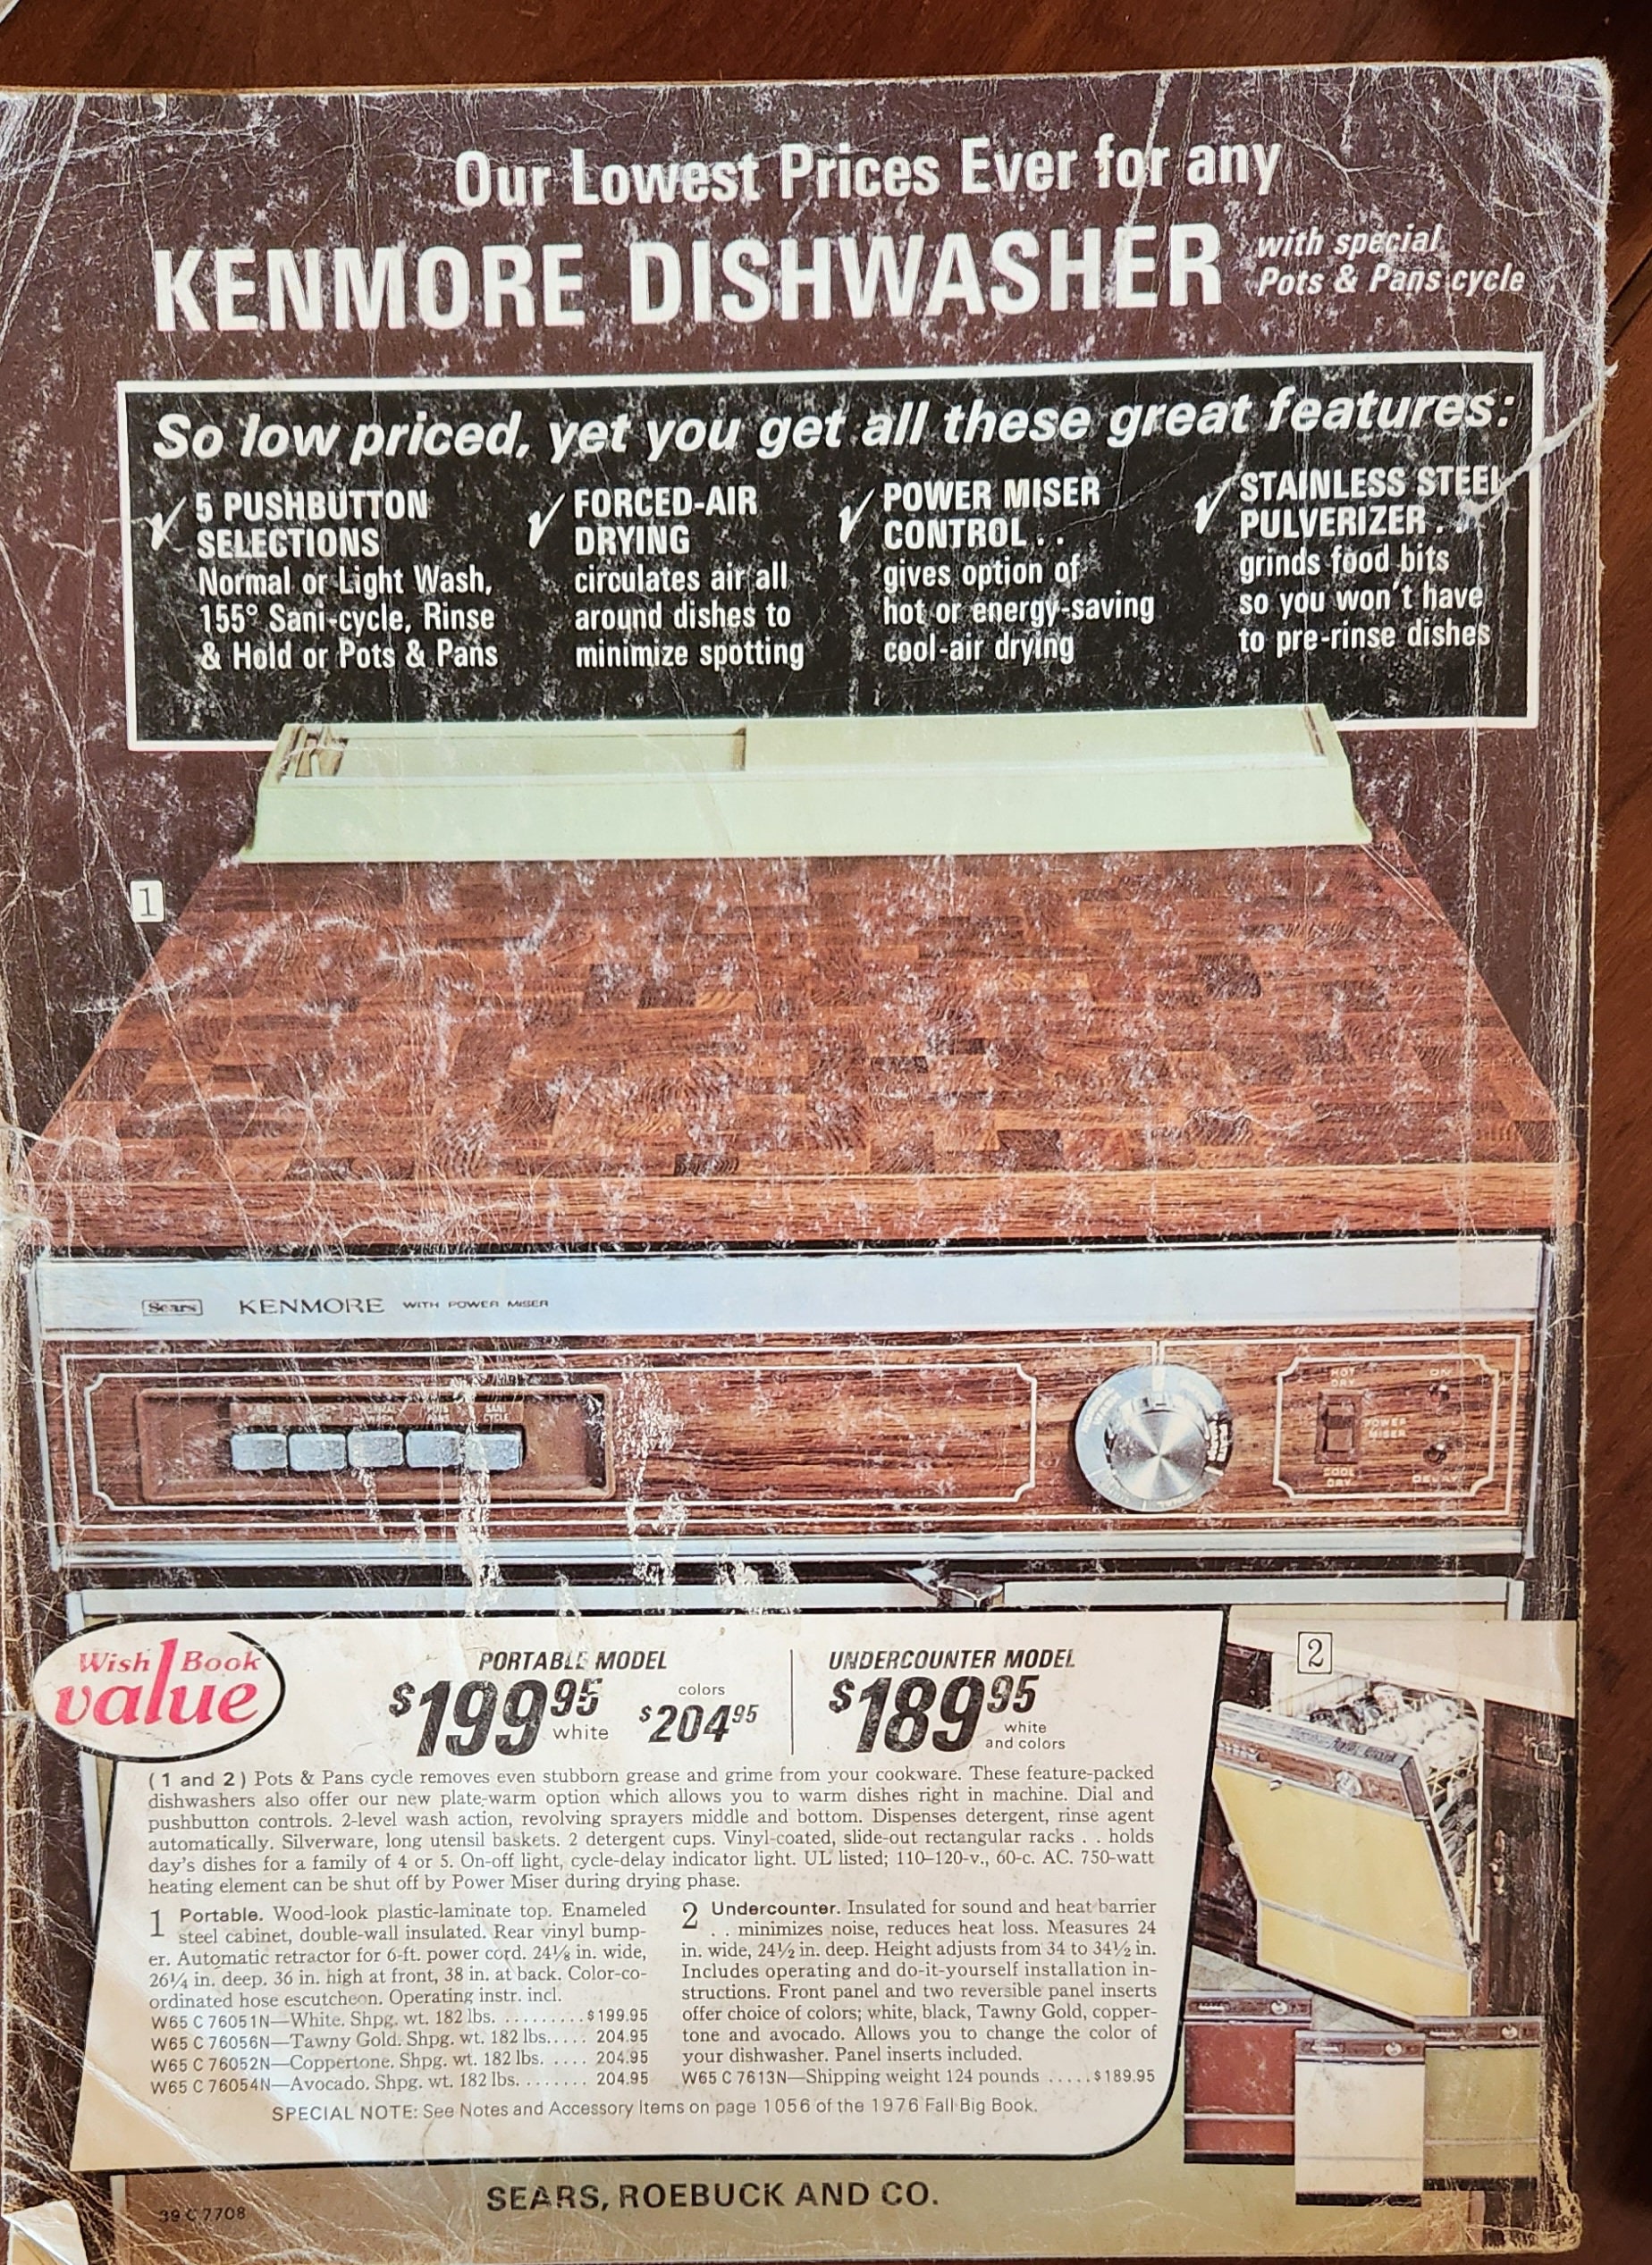 Our Lowest Prices Ever for any
KENMORE DISHWASHER
with special
Pots & Pans cycle
So low priced, yet you get all these great features:
✓ 5 PUSHBUTTON
SELECTIONS
Normal or Light Wash,
155° Sani-cycle, Rinse
& Hold or Pots & Pans
✓ FORCED-AIR
DRYING
circulates air all
around dishes to
minimize spotting
✓ POWER MISER
CONTROL . .
gives option of
hot or energy-saving
cool-air drying
✓ STAINLESS STEEL
PULVERIZER . .
grinds food bits
so you won't have
to pre-rinse dishes
1
Sears KENMORE WITH POWER MISER
WASH
PANS
SANI
CYCLE
HOT
DRY
POWER
MISER
COOL
DRY
ON
DELAY
Wish Book
value
PORTABLE MODEL
$199 95
white
colors
$204 95
UNDERCOUNTER MODEL
$189 95
white
and colors
2
(1 and 2) Pots & Pans cycle removes even stubborn grease and grime from your cookware. These feature-packed
dishwashers also offer our new plate-warm option which allows you to warm dishes right in machine. Dial and
pushbutton controls. 2-level wash action, revolving sprayers middle and bottom. Dispenses detergent, rinse agent
automatically. Silverware, long utensil baskets. 2 detergent cups. Vinyl-coated, slide-out rectangular racks . . holds
day's dishes for a family of 4 or 5. On-off light, cycle-delay indicator light. UL listed; 110–120-v., 60-c. AC. 750-watt
heating element can be shut off by Power Miser during drying phase.
1 Portable. Wood-look plastic-laminate top. Enameled
steel cabinet, double-wall insulated. Rear vinyl bump-
er. Automatic retractor for 6-ft. power cord. 24⅛ in. wide,
26¼ in. deep. 36 in. high at front, 38 in. at back. Color-co-
ordinated hose escutcheon. Operating instr. incl.
W65 C 76051N—White. Shpg. wt. 182 lbs. ..........$199.95
W65 C 76056N—Tawny Gold. Shpg. wt. 182 lbs..... 204.95
W65 C 76052N—Coppertone. Shpg. wt. 182 lbs. .... 204.95
W65 C 76054N—Avocado. Shpg. wt. 182 lbs........ 204.95
2 Undercounter. Insulated for sound and heat barrier
. . minimizes noise, reduces heat loss. Measures 24
in. wide, 24½ in. deep. Height adjusts from 34 to 34½ in.
Includes operating and do-it-yourself installation in-
structions. Front panel and two reversible panel inserts
offer choice of colors; white, black, Tawny Gold, copper-
tone and avocado. Allows you to change the color of
your dishwasher. Panel inserts included.
W65 C 7613N—Shipping weight 124 pounds .....$189.95
SPECIAL NOTE: See Notes and Accessory Items on page 1056 of the 1976 Fall Big Book.
SEARS, ROEBUCK AND CO.
39 C 7708